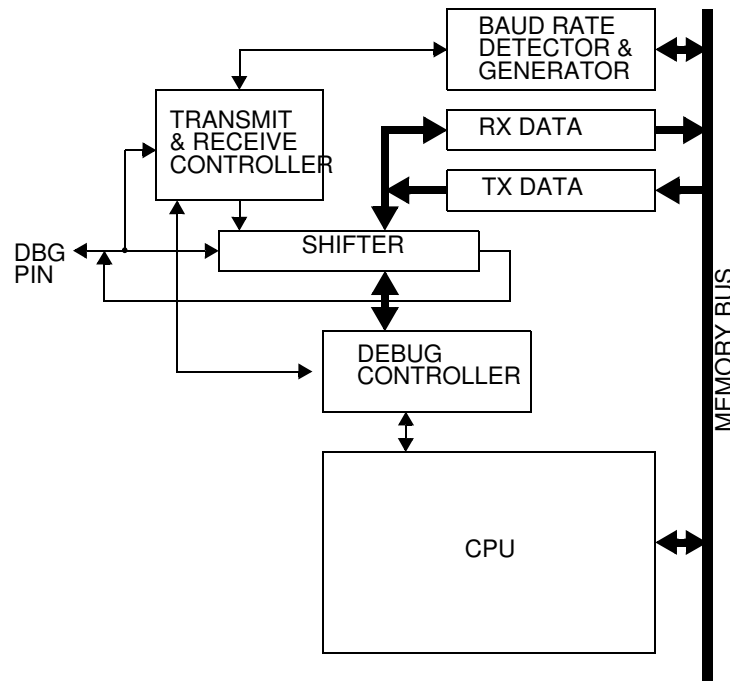 BAUD RATE
DETECTOR &
GENERATOR
TRANSMIT
& RECEIVE
CONTROLLER
RX DATA
TX DATA
SHIFTER
DBG
PIN
DEBUG
CONTROLLER
MEMORY BUS
CPU